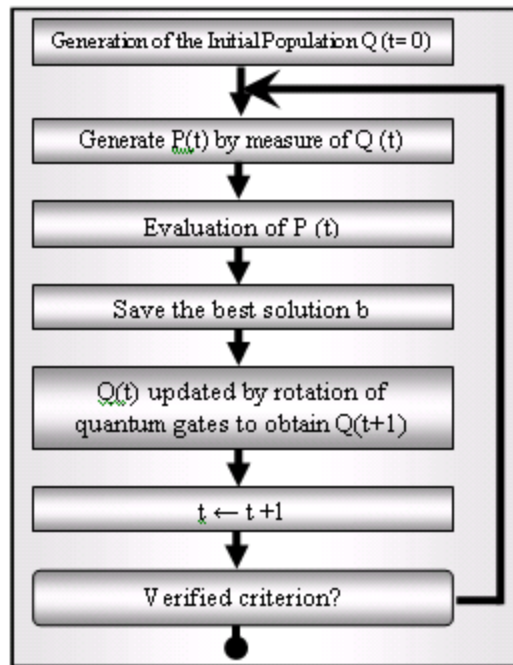 Generation of the Initial Population Q (t= 0)
Generate P(t) by measure of Q (t)
Evaluation of P (t)
Save the best solution b
Q(t) updated by rotation of
quantum gates to obtain Q(t+1)
t ← t +1
Verified criterion?